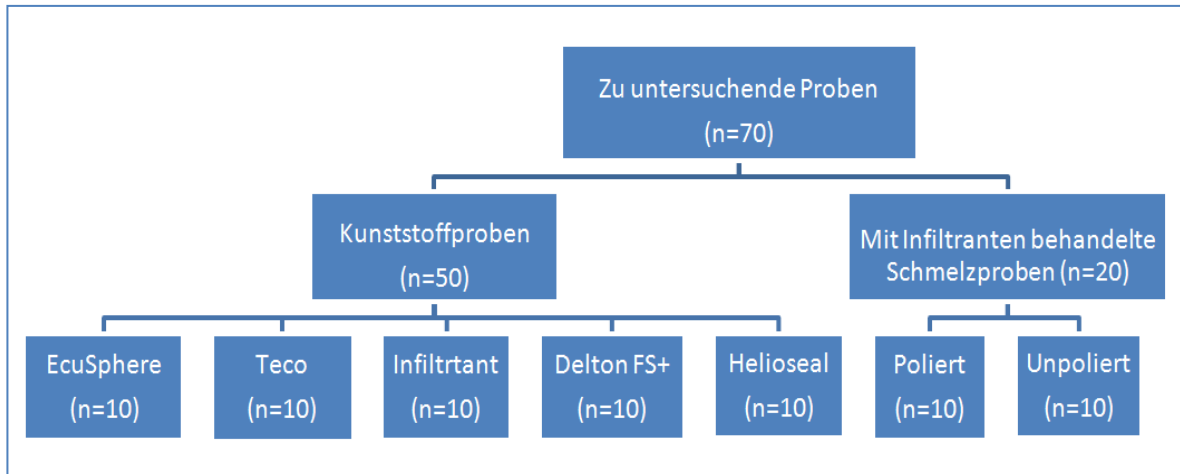 Zu untersuchende Proben
(n=70)
Kunststoffproben
(n=50)
Mit Infiltranten behandelte
Schmelzproben (n=20)
EcuSphere
(n=10)
Teco
(n=10)
Infiltrtant
(n=10)
Delton FS+
(n=10)
Helioseal
(n=10)
Poliert
(n=10)
Unpoliert
(n=10)